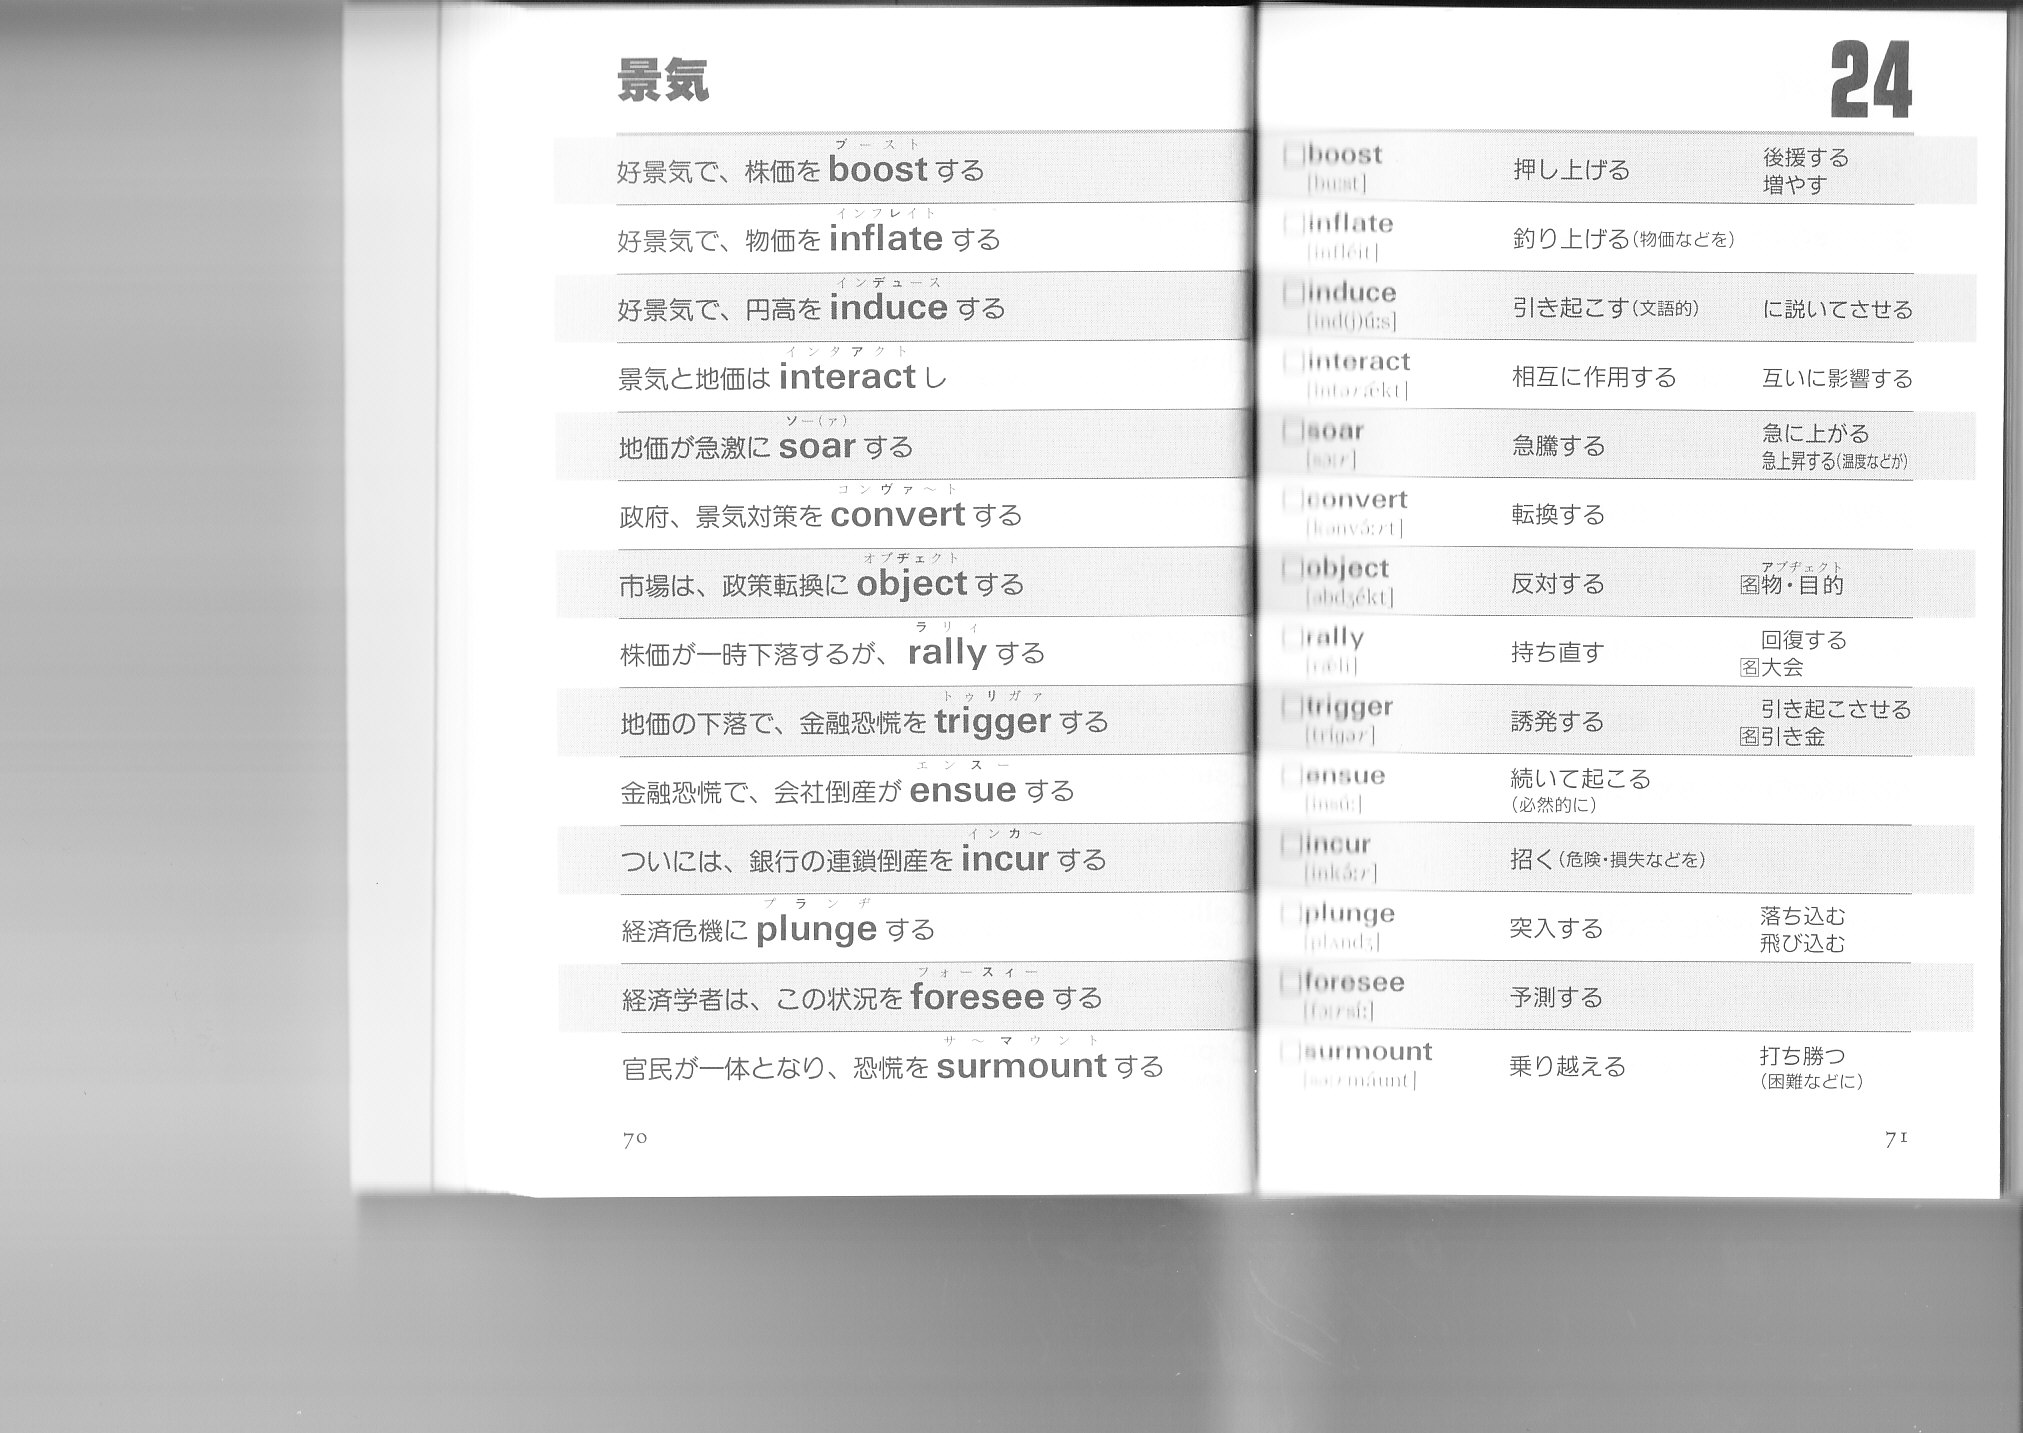 景気
ブースト
好景気で、株価を boost する
インフレイト
好景気で、物価を inflate する
インデュース
好景気で、円高を induce する
インタアクト
景気と地価は interact し
ソー(ァ)
地価が急激に soar する
コンヴァ～ト
政府、景気対策を convert する
オブヂェクト
市場は、政策転換に object する
ラリィ
株価が一時下落するが、 rally する
トゥリガァ
地価の下落で、金融恐慌を trigger する
エンスー
金融恐慌で、会社倒産が ensue する
インカ～
ついには、銀行の連鎖倒産を incur する
プランヂ
経済危機に plunge する
フォースィー
経済学者は、この状況を foresee する
サ～マウント
官民が一体となり、恐慌を surmount する
70
24
boost 押し上げる 後援する
[bu:st] 増やす
inflate 釣り上げる(物価などを)
[infléit]
induce 引き起こす(文語的) に説いてさせる
[ind(j)ú:s]
interact 相互に作用する 互いに影響する
[intərǽkt]
soar 急騰する 急に上がる
急上昇する(温度などが)
convert 転換する
[kənvə́:rt]
アブヂェクト
object 反対する 名物・目的
[əbdʒékt]
rally 持ち直す 回復する
[rǽli] 名大会
trigger 誘発する 引き起こさせる
[trígər] 名引き金
ensue 続いて起こる
[insú:] (必然的に)
incur 招く(危険・損失などを)
[inkə́:r]
plunge 突入する 落ち込む
[plʌndʒ] 飛び込む
foresee 予測する
[fɔːrsí:]
surmount 乗り越える 打ち勝つ
(困難などに)
71